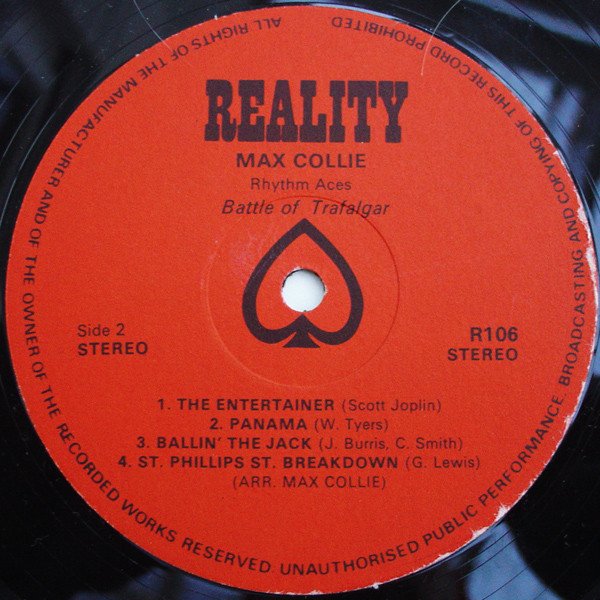 REALITY
MAX COLLIE
Rhythm Aces
Battle of Trafalgar
Side 2
STEREO
R106
STEREO
1. THE ENTERTAINER (Scott Joplin)
2. PANAMA (W. Tyers)
3. BALLIN' THE JACK (J. Burris, C. Smith)
4. ST. PHILLIPS ST. BREAKDOWN (G. Lewis)
(ARR. MAX COLLIE)
ALL RIGHTS OF THE MANUFACTURER AND OF THE OWNER OF THE RECORDED WORKS RESERVED. UNAUTHORISED PUBLIC PERFORMANCE, BROADCASTING AND COPYING OF THIS RECORD PROHIBITED